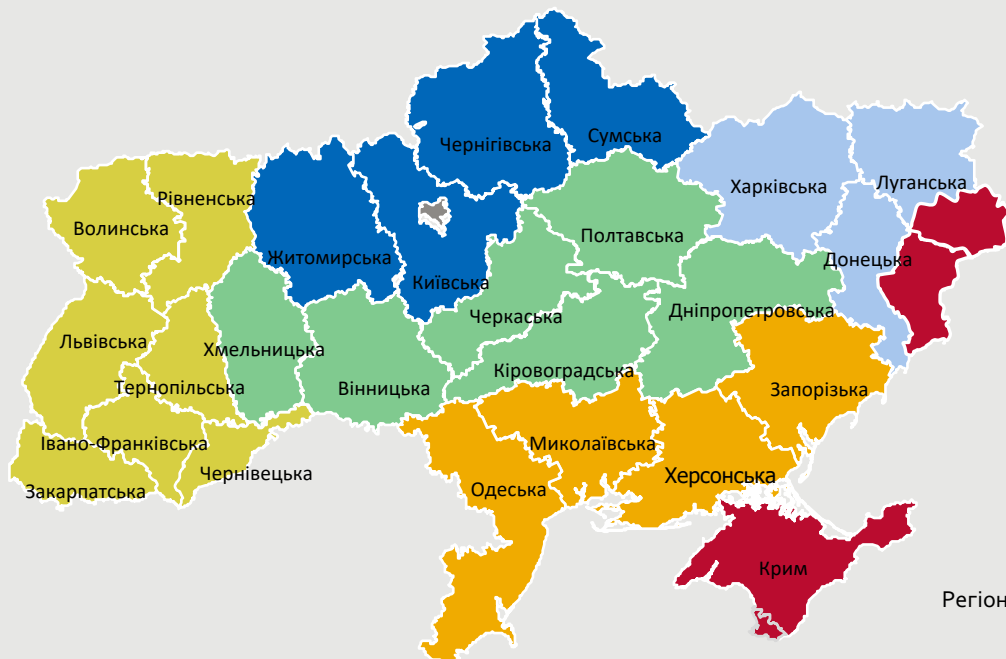 Чернігівська
Сумська
Харківська
Луганська
Рівненська
Волинська
Полтавська
Житомирська
Київська
Донецька
Черкаська
Дніпропетровська
Львівська
Хмельницька
Кіровоградська
Тернопільська
Вінницька
Запорізька
Івано-Франківська
Миколаївська
Чернівецька
Херсонська
Закарпатська
Одеська
Крим
Регіон